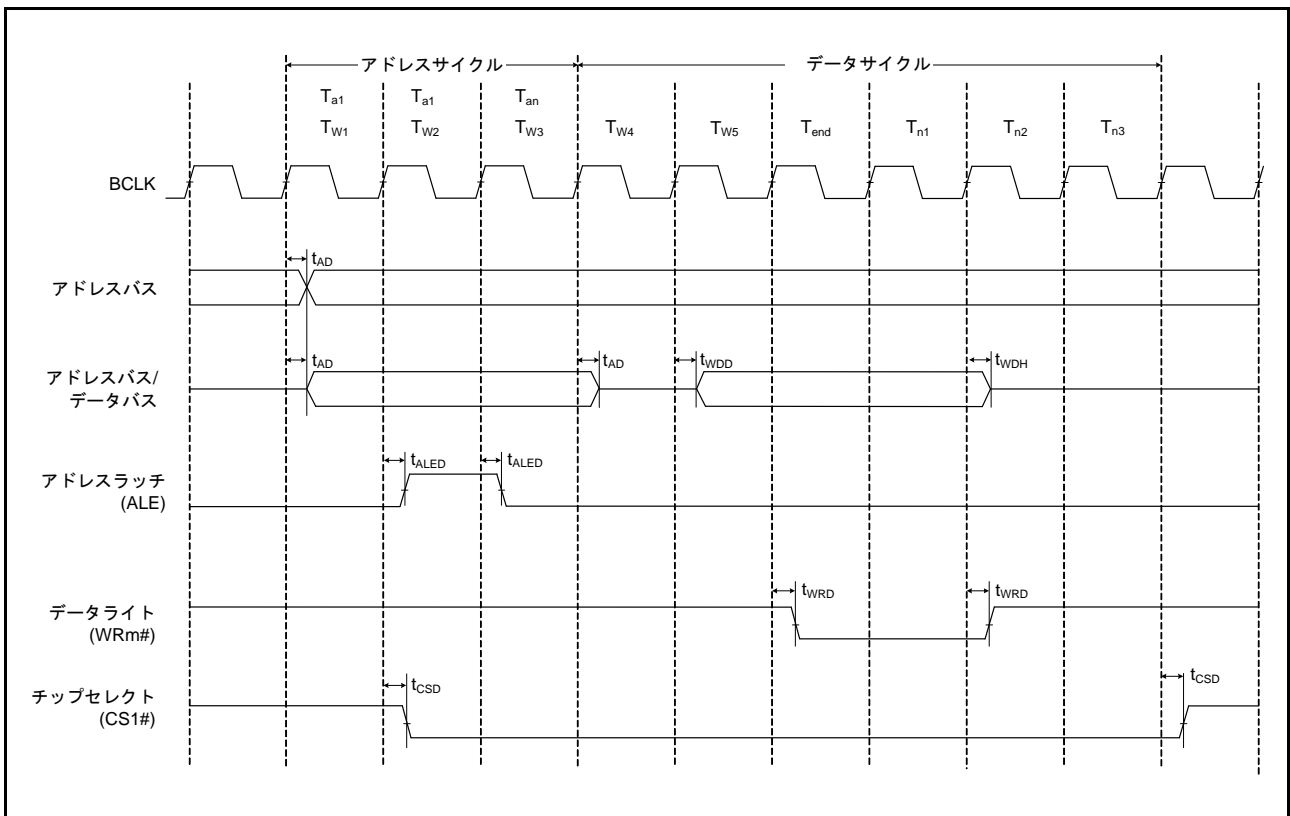 アドレスサイクル データサイクル
Ta1 Ta1 Tan
TW1 TW2 TW3 TW4 TW5 Tend Tn1 Tn2 Tn3
BCLK
tAD
アドレスバス
tAD tAD tWDD tWDH
アドレスバス/
データバス
tALED tALED
アドレスラッチ
(ALE)
tWRD tWRD
データライト
(WRm#)
tCSD tCSD
チップセレクト
(CS1#)